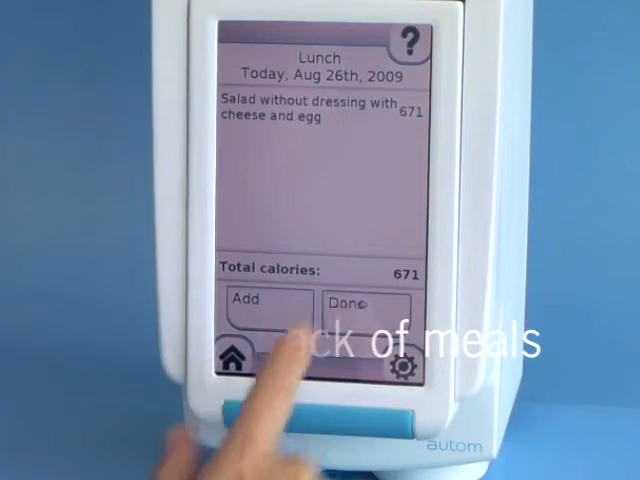 ?
Lunch
Today, Aug 26th, 2009
Salad without dressing with
cheese and egg 671
Total calories: 671
Add Done
of meals
autom